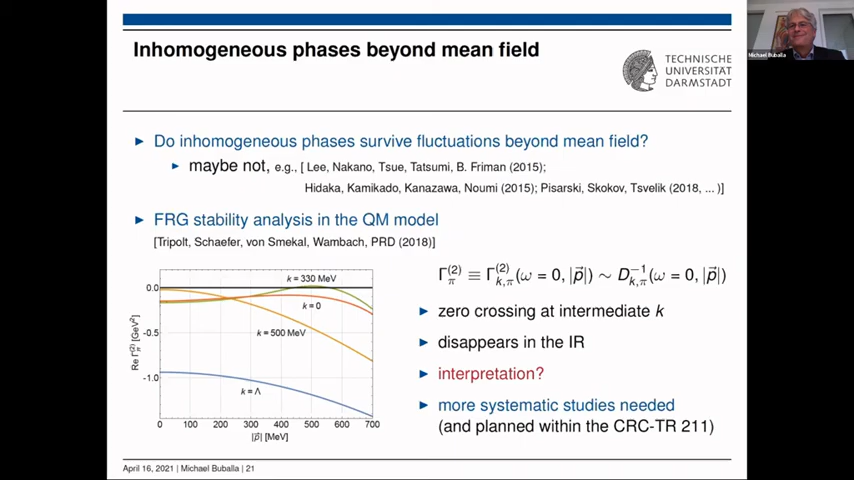 Inhomogeneous phases beyond mean field
TECHNISCHE
UNIVERSITÄT
DARMSTADT
Michael Buballa
▶ Do inhomogeneous phases survive fluctuations beyond mean field?
▶ maybe not, e.g., [ Lee, Nakano, Tsue, Tatsumi, B. Friman (2015);
Hidaka, Kamikado, Kanazawa, Noumi (2015); Pisarski, Skokov, Tsvelik (2018, ... )]
▶ FRG stability analysis in the QM model
[Tripolt, Schaefer, von Smekal, Wambach, PRD (2018)]
k = 330 MeV
k = 0
k = 500 MeV
k = Λ
0.0
-0.5
-1.0
Re Γπ(2) [GeV²]
0 100 200 300 400 500 600 700
|p⃗| [MeV]
Γπ(2) ≡ Γk,π(2)(ω = 0, |p⃗|) ∼ Dk,π−1(ω = 0, |p⃗|)
▶ zero crossing at intermediate k
▶ disappears in the IR
▶ interpretation?
▶ more systematic studies needed
(and planned within the CRC-TR 211)
April 16, 2021 | Michael Buballa | 21